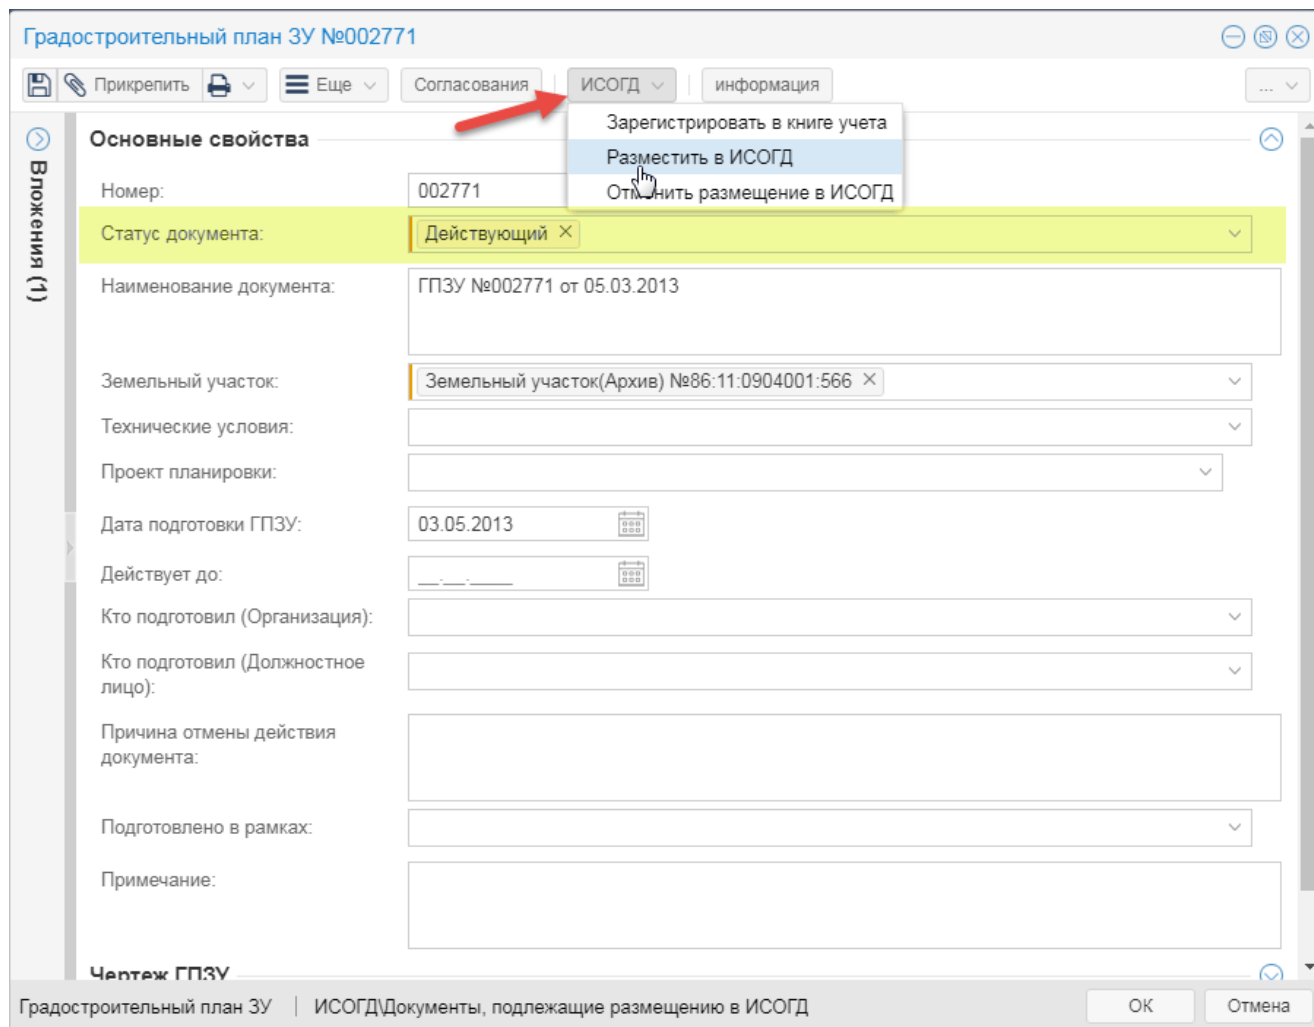 Градостроительный план ЗУ №002771
Прикрепить Еще Согласования ИСОГД информация ...
Зарегистрировать в книге учета
Разместить в ИСОГД
Отменить размещение в ИСОГД
Вложения (1)
Основные свойства
Номер: 002771
Статус документа: Действующий
Наименование документа: ГПЗУ №002771 от 05.03.2013
Земельный участок: Земельный участок(Архив) №86:11:0904001:566
Технические условия:
Проект планировки:
Дата подготовки ГПЗУ: 03.05.2013
Действует до: __.__.____
Кто подготовил (Организация):
Кто подготовил (Должностное
лицо):
Причина отмены действия
документа:
Подготовлено в рамках:
Примечание:
Чертеж ГПЗУ
Градостроительный план ЗУ | ИСОГД\Документы, подлежащие размещению в ИСОГД ОК Отмена